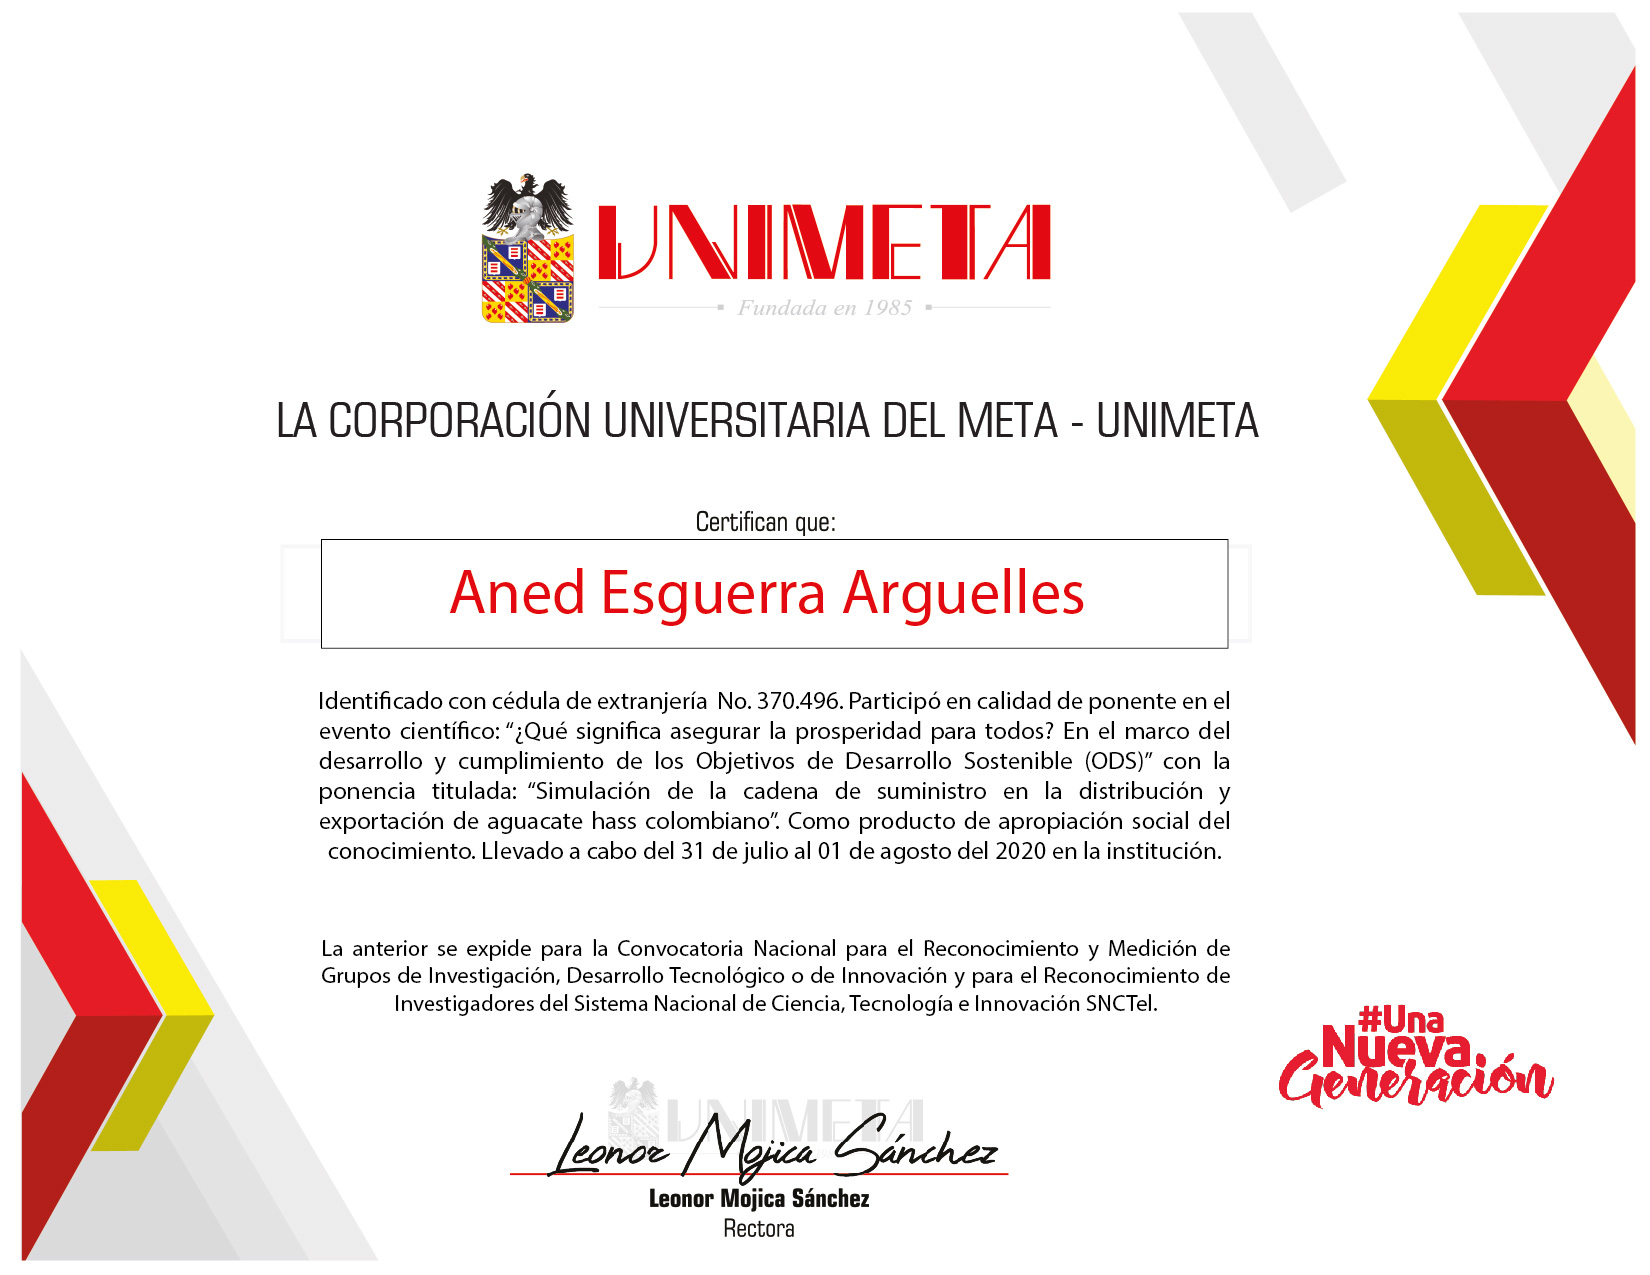 UNIMETA
Fundada en 1985
LA CORPORACIÓN UNIVERSITARIA DEL META - UNIMETA
Certifican que:
Aned Esguerra Arguelles
Identificado con cédula de extranjería No. 370.496. Participó en calidad de ponente en el
evento científico: “¿Qué significa asegurar la prosperidad para todos? En el marco del
desarrollo y cumplimiento de los Objetivos de Desarrollo Sostenible (ODS)” con la
ponencia titulada: “Simulación de la cadena de suministro en la distribución y
exportación de aguacate hass colombiano”. Como producto de apropiación social del
conocimiento. Llevado a cabo del 31 de julio al 01 de agosto del 2020 en la institución.
La anterior se expide para la Convocatoria Nacional para el Reconocimiento y Medición de
Grupos de Investigación, Desarrollo Tecnológico o de Innovación y para el Reconocimiento de
Investigadores del Sistema Nacional de Ciencia, Tecnología e Innovación SNCTel.
#Una
Nueva
Generación
UNIMETA
Leonor Mojica Sánchez
Leonor Mojica Sánchez
Rectora